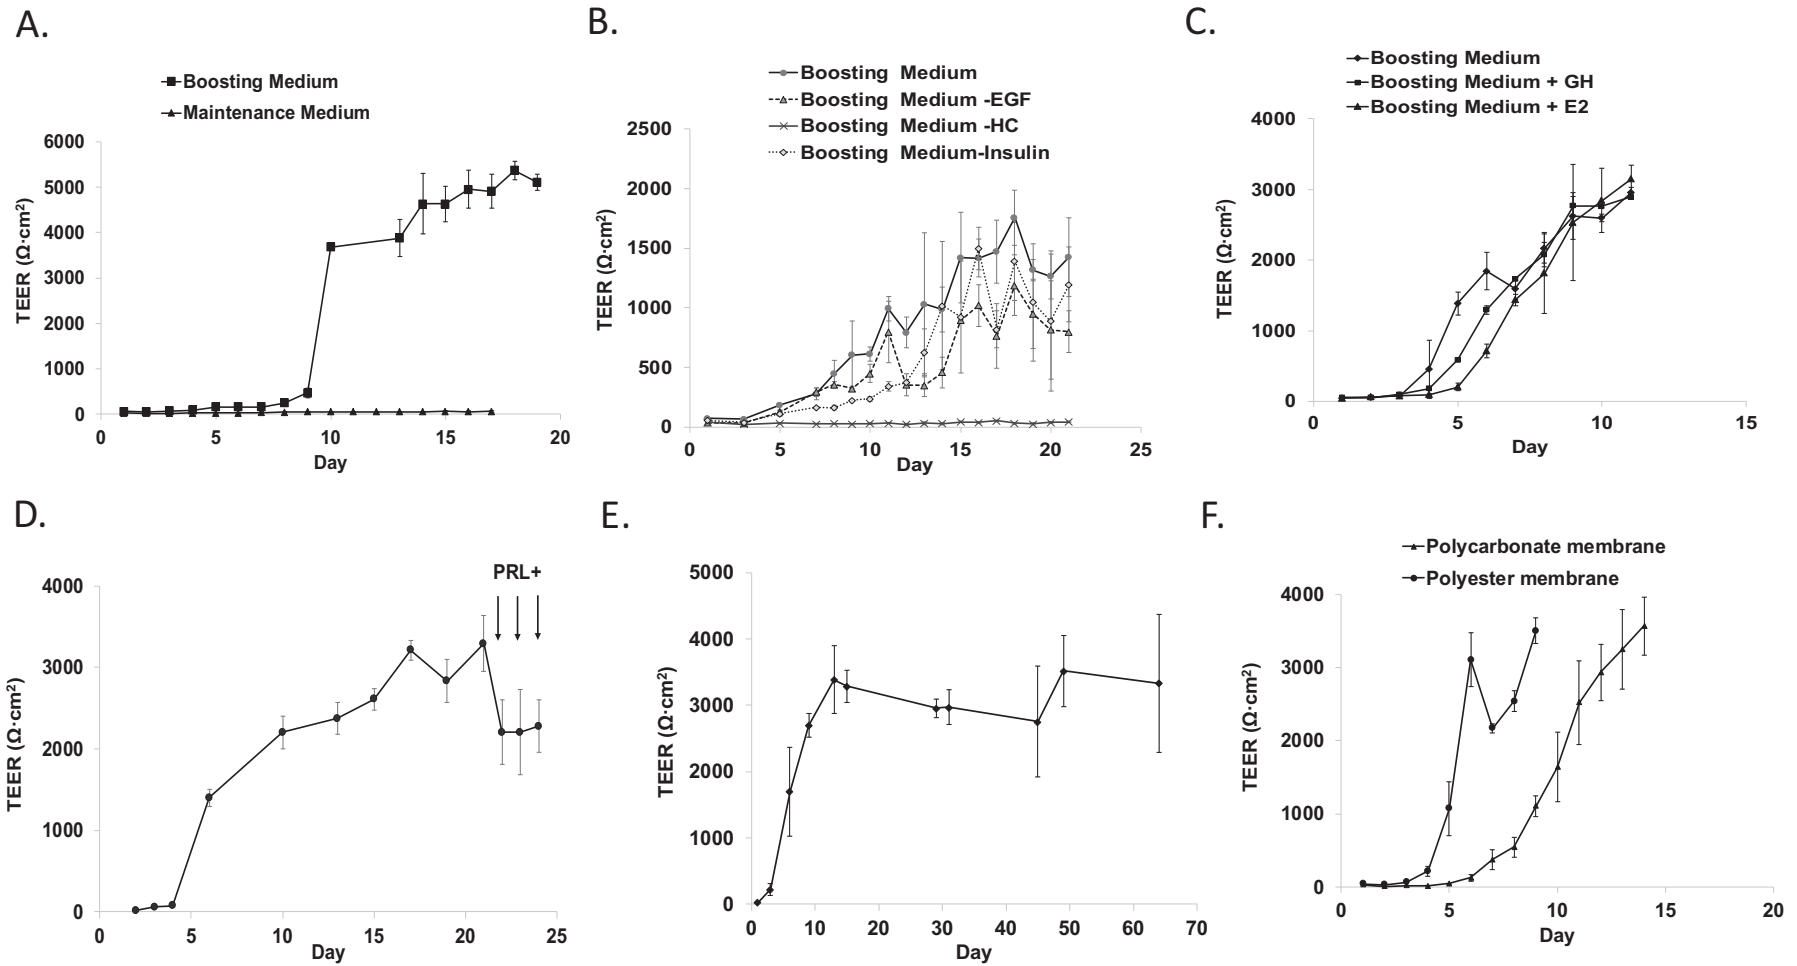 A.
Boosting Medium
Maintenance Medium
6000
5000
4000
3000
2000
1000
0
TEER (Ω·cm²)
0 5 10 15 20
Day
B.
Boosting Medium
Boosting Medium -EGF
Boosting Medium -HC
Boosting Medium-Insulin
2500
2000
1500
1000
500
0
TEER (Ω·cm²)
0 5 10 15 20 25
Day
C.
Boosting Medium
Boosting Medium + GH
Boosting Medium + E2
4000
3000
2000
1000
0
TEER (Ω·cm²)
0 5 10 15
Day
D.
PRL+
4000
3000
2000
1000
0
TEER (Ω·cm²)
0 5 10 15 20 25
Day
E.
5000
4000
3000
2000
1000
0
TEER (Ω·cm²)
0 10 20 30 40 50 60 70
Day
F.
Polycarbonate membrane
Polyester membrane
4000
3000
2000
1000
0
TEER (Ω·cm²)
0 5 10 15 20
Day